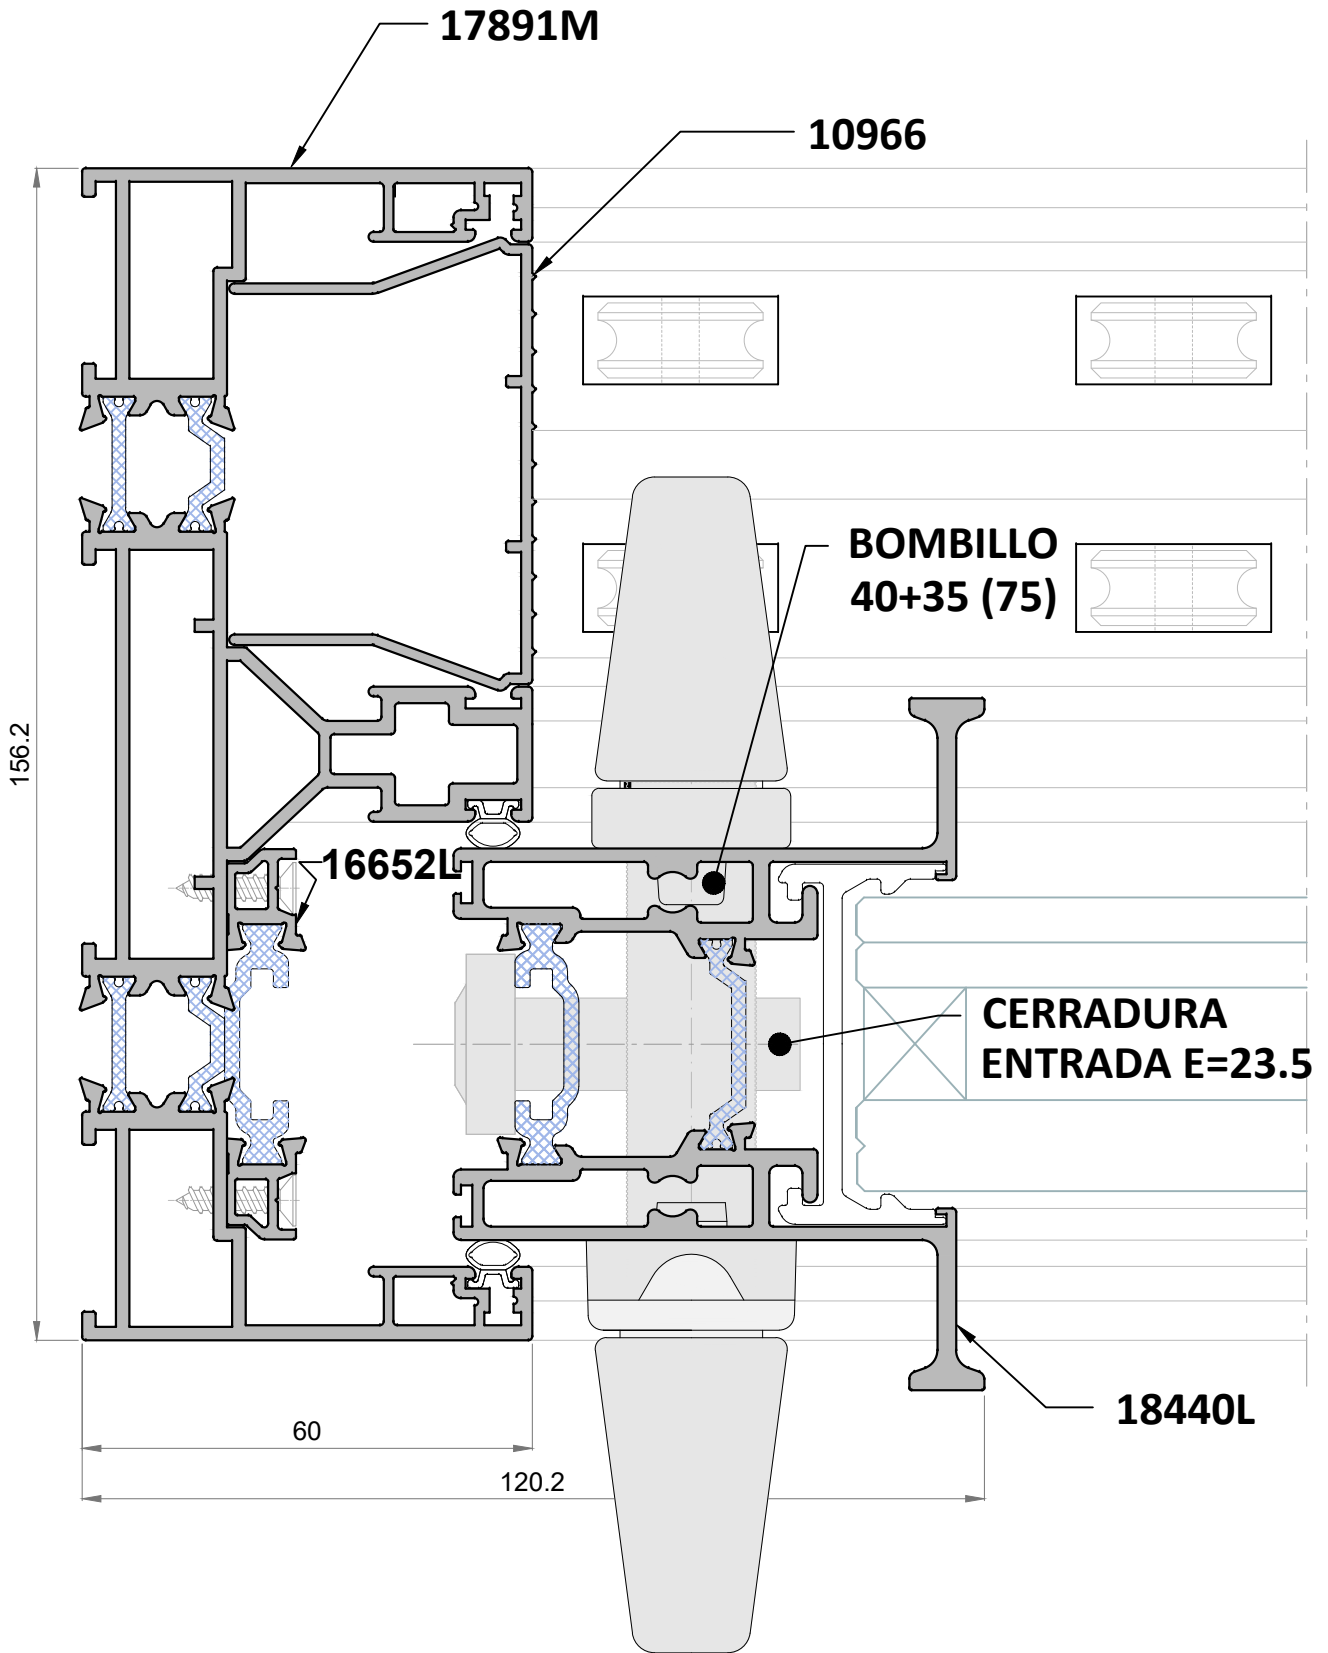 17891M
10966
BOMBILLO
40+35 (75)
156.2
16652L
CERRADURA
ENTRADA E=23.5
18440L
60
120.2